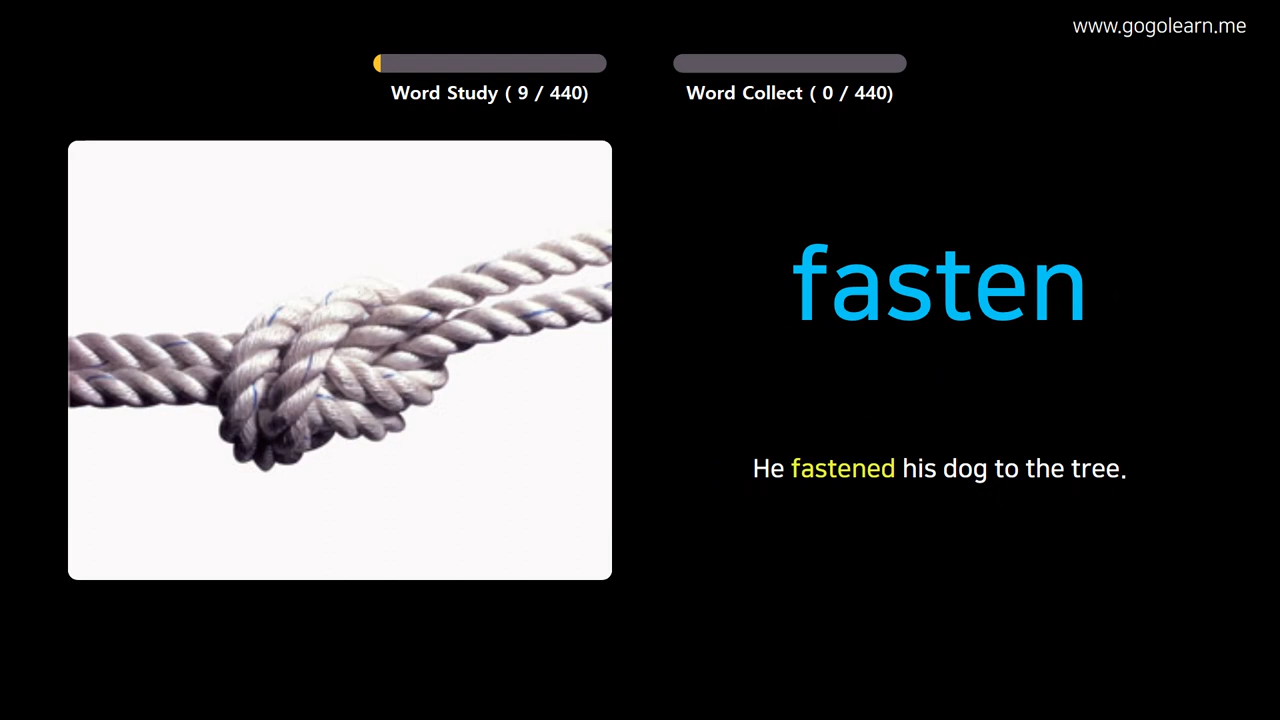 www.gogolearn.me
Word Study ( 9 / 440)
Word Collect ( 0 / 440)
fasten
He fastened his dog to the tree.